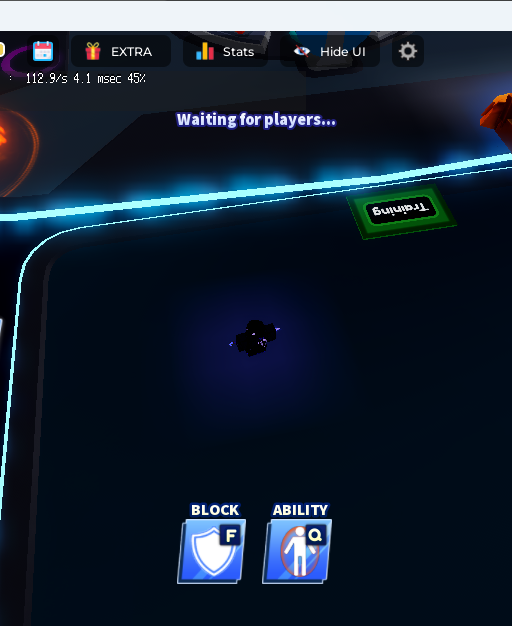 EXTRA
Stats
Hide UI
: 112.9/s 4.1 msec 45%
Waiting for players...
Training
BLOCK
ABILITY
F
Q